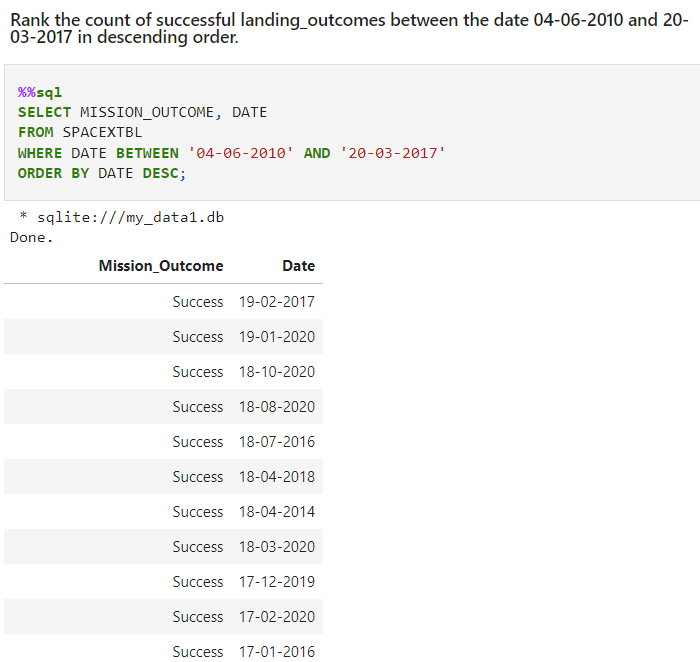 Rank the count of successful landing_outcomes between the date 04-06-2010 and 20-
03-2017 in descending order.
%%sql
SELECT MISSION_OUTCOME, DATE
FROM SPACEXTBL
WHERE DATE BETWEEN '04-06-2010' AND '20-03-2017'
ORDER BY DATE DESC;
* sqlite:///my_data1.db
Done.
Mission_Outcome Date
Success 19-02-2017
Success 19-01-2020
Success 18-10-2020
Success 18-08-2020
Success 18-07-2016
Success 18-04-2018
Success 18-04-2014
Success 18-03-2020
Success 17-12-2019
Success 17-02-2020
Success 17-01-2016